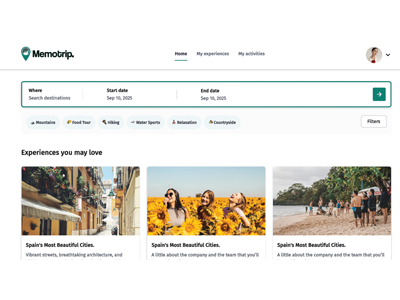 Memotrip.
Home My experiences My activities
Where Start date End date
Search destinations Sep 10, 2025 Sep 10, 2025
Mountains Food Tour Hiking Water Sports Relaxation Countryside Filters
Experiences you may love
Spain's Most Beautiful Cities. Spain's Most Beautiful Cities. Spain's Most Beautiful Cities.
Vibrant streets, breathtaking architecture, and A little about the company and the team that you'll A little about the company and the team that you'll